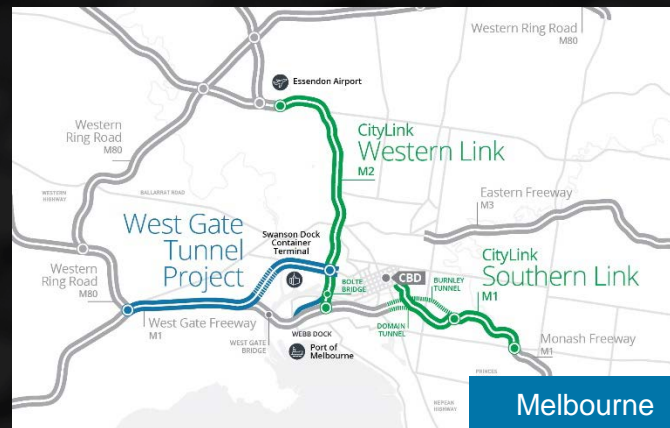 Western Ring Road
M80
Essendon Airport
Western
Ring Road
M80
CityLink
Western Link
M2
WESTERN
HIGHWAY
BALLARAT ROAD
Eastern Freeway
M3
West Gate
Tunnel
Project
Swanson Dock
Container
Terminal
CityLink
Southern Link
M1
Western
Ring Road
M80
BOLTE
BRIDGE
CBD
BURNLEY
TUNNEL
West Gate Freeway
M1
WEST GATE
BRIDGE
WEBB DOCK
DOMAIN
TUNNEL
Port of
Melbourne
Monash Freeway
M1
PRINCES
NEPEAN
HIGHWAY
Melbourne